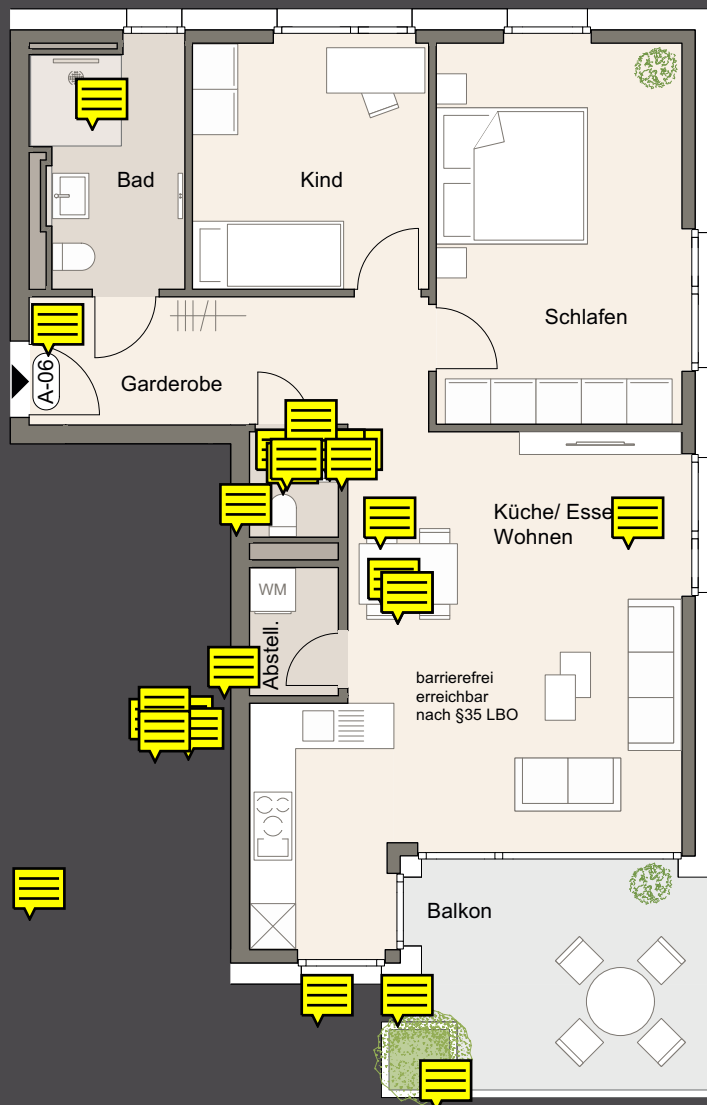 Bad
Kind
Schlafen
A-06
Garderobe
Küche/ Esse
Wohnen
WM
Abstell.
barrierefrei
erreichbar
nach §35 LBO
Balkon